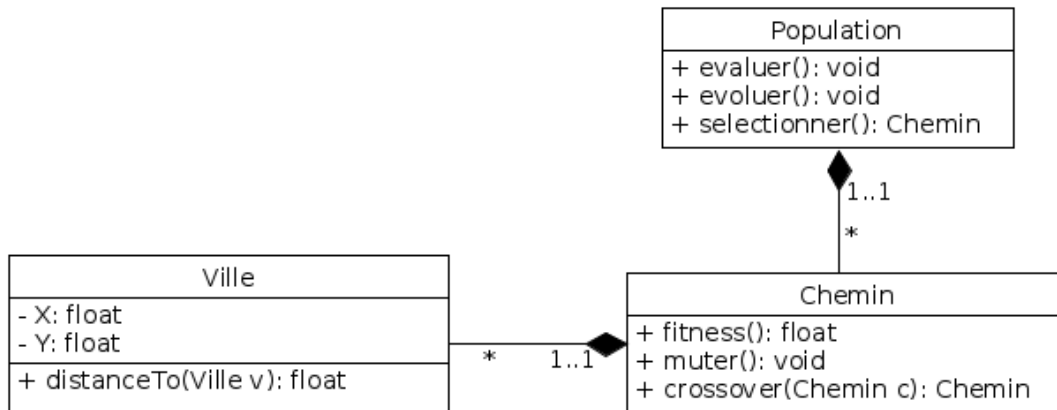 Population
+ evaluer(): void
+ evoluer(): void
+ selectionner(): Chemin
1..1
*
Ville
- X: float
- Y: float
+ distanceTo(Ville v): float
*
1..1
Chemin
+ fitness(): float
+ muter(): void
+ crossover(Chemin c): Chemin